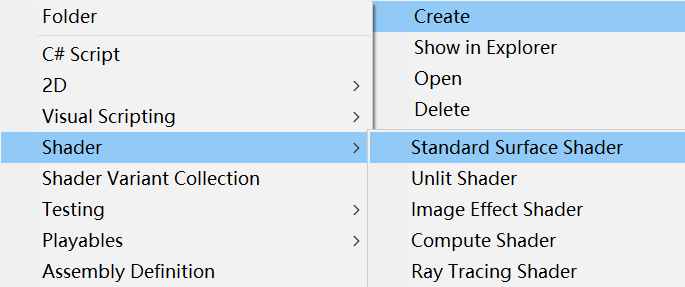 Folder
C# Script
2D
Visual Scripting
Shader
Shader Variant Collection
Testing
Playables
Assembly Definition
Create
Show in Explorer
Open
Delete
Standard Surface Shader
Unlit Shader
Image Effect Shader
Compute Shader
Ray Tracing Shader